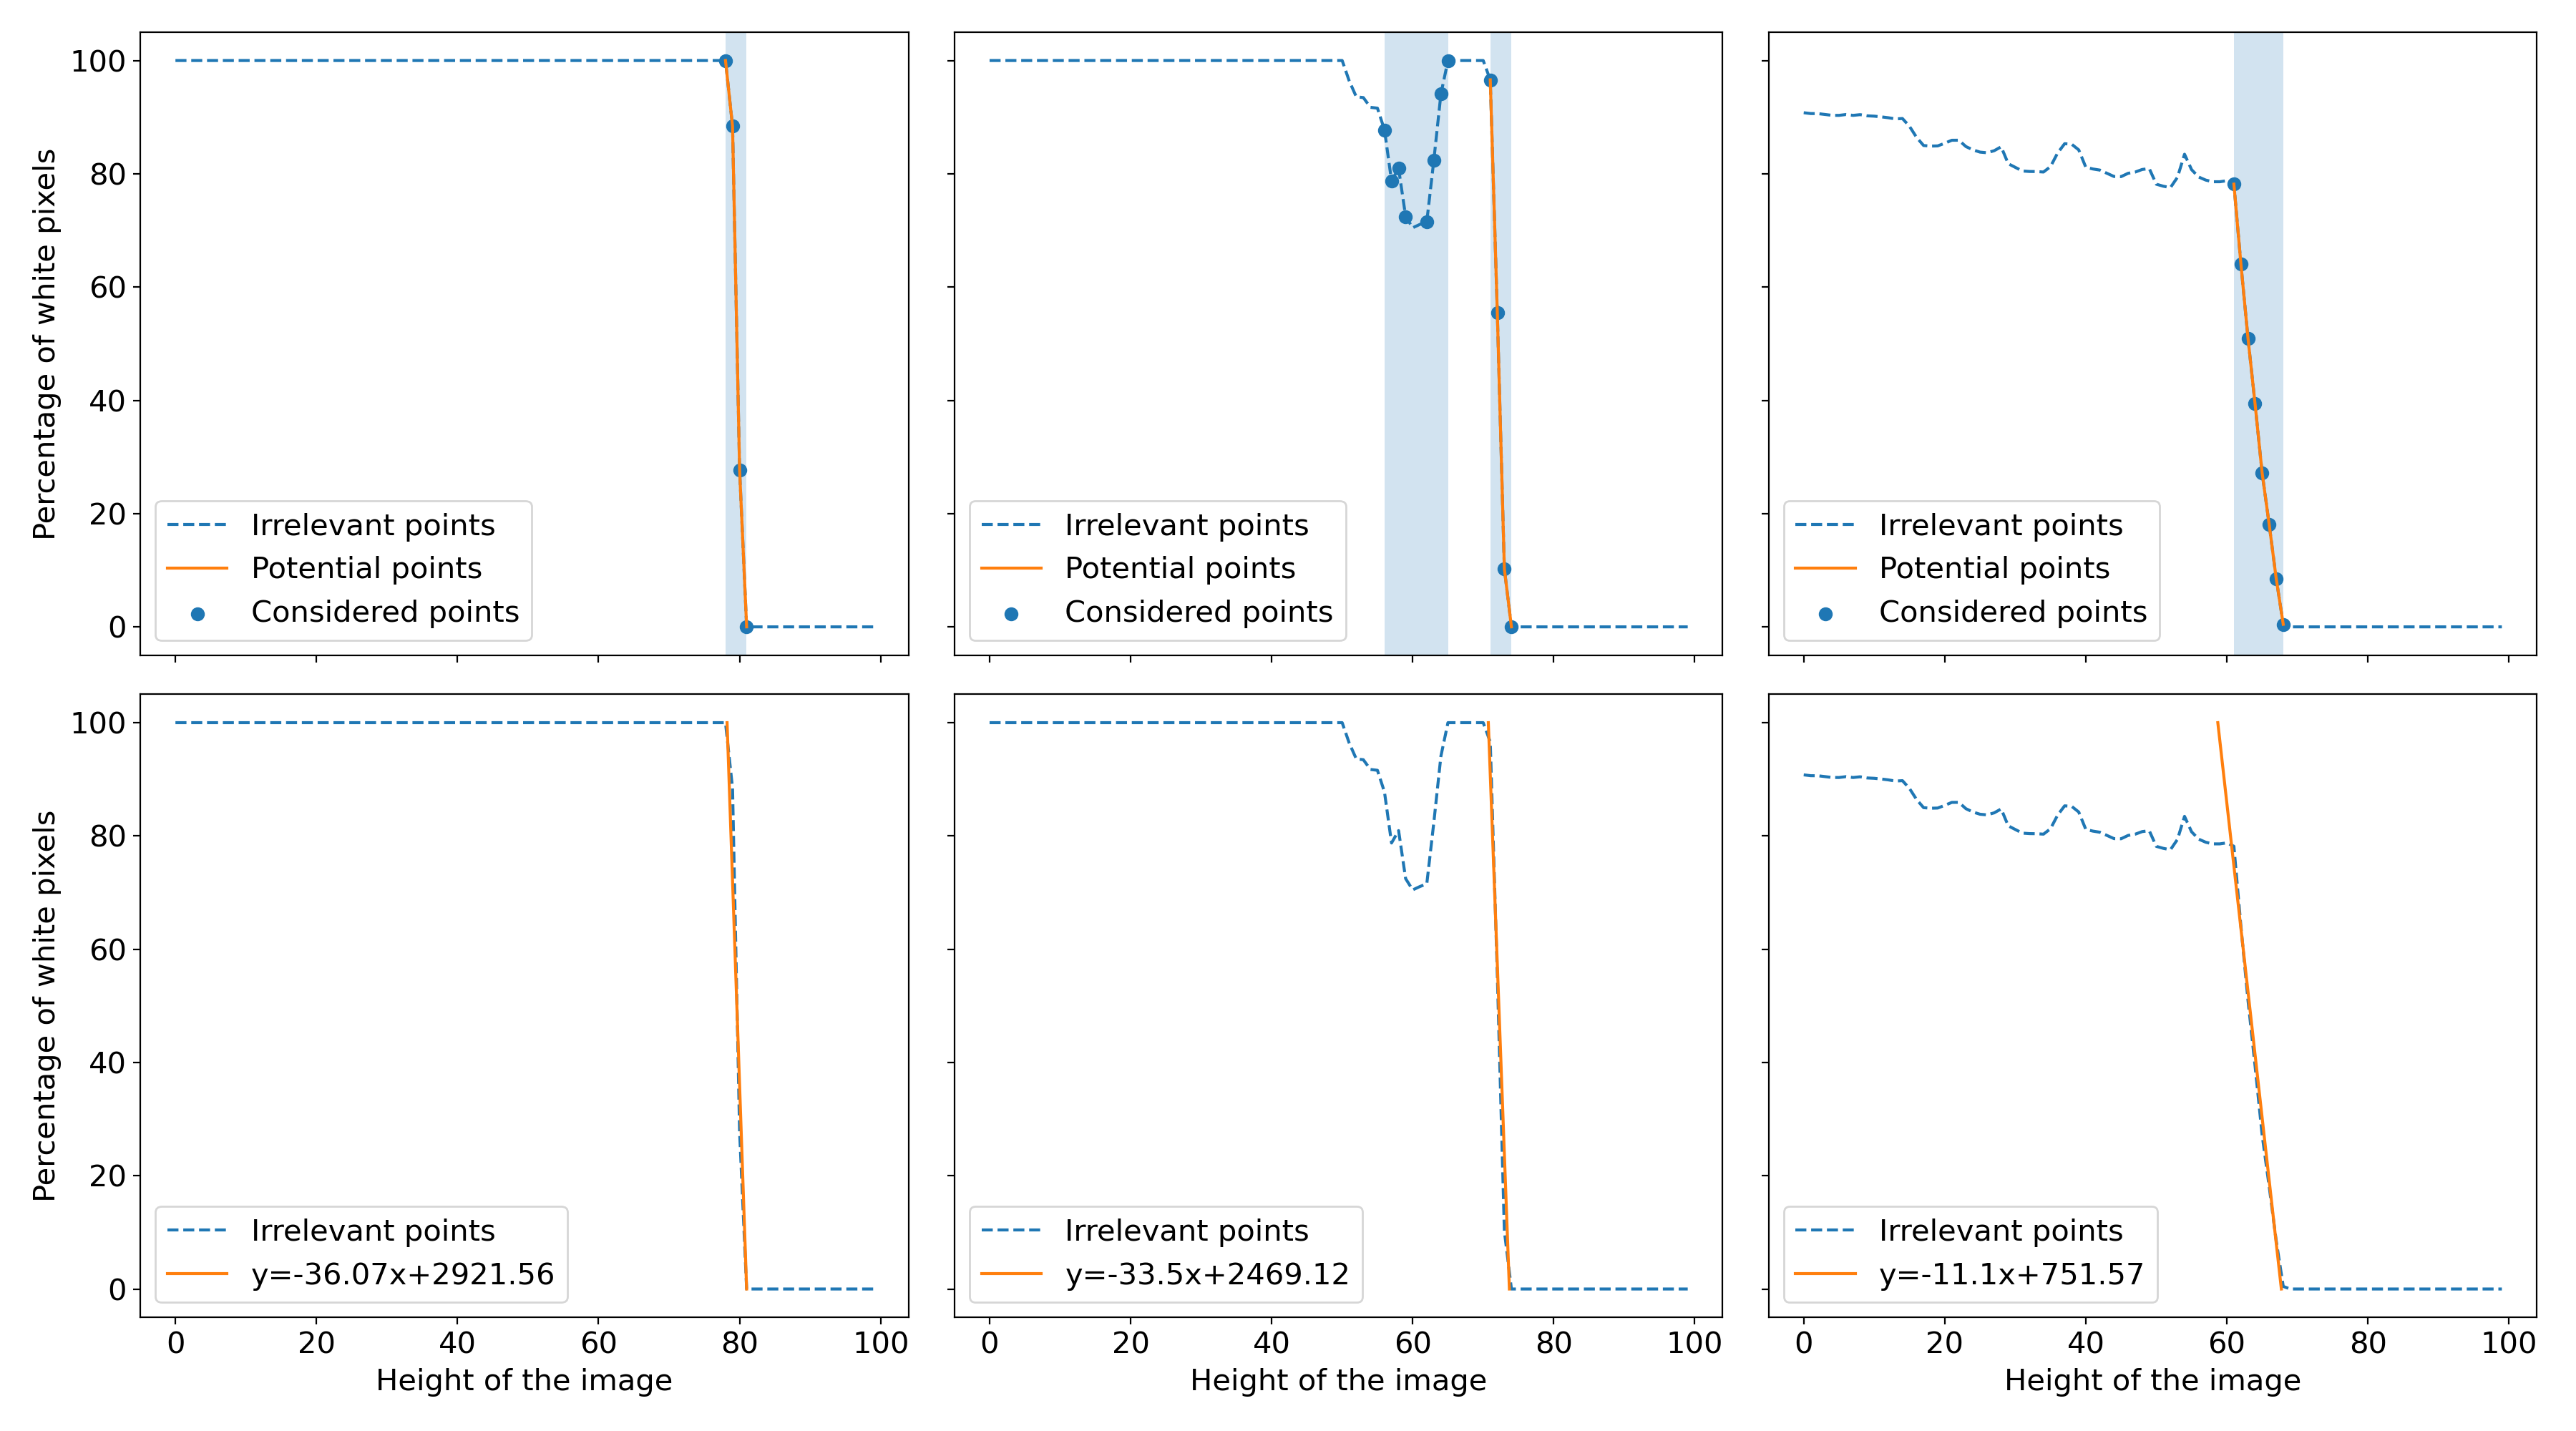 Percentage of white pixels
100
80
60
40
20
0
Irrelevant points
Potential points
Considered points
Irrelevant points
Potential points
Considered points
Irrelevant points
Potential points
Considered points
Percentage of white pixels
100
80
60
40
20
0
Irrelevant points
y=-36.07x+2921.56
0 20 40 60 80 100
Height of the image
Irrelevant points
y=-33.5x+2469.12
0 20 40 60 80 100
Height of the image
Irrelevant points
y=-11.1x+751.57
0 20 40 60 80 100
Height of the image